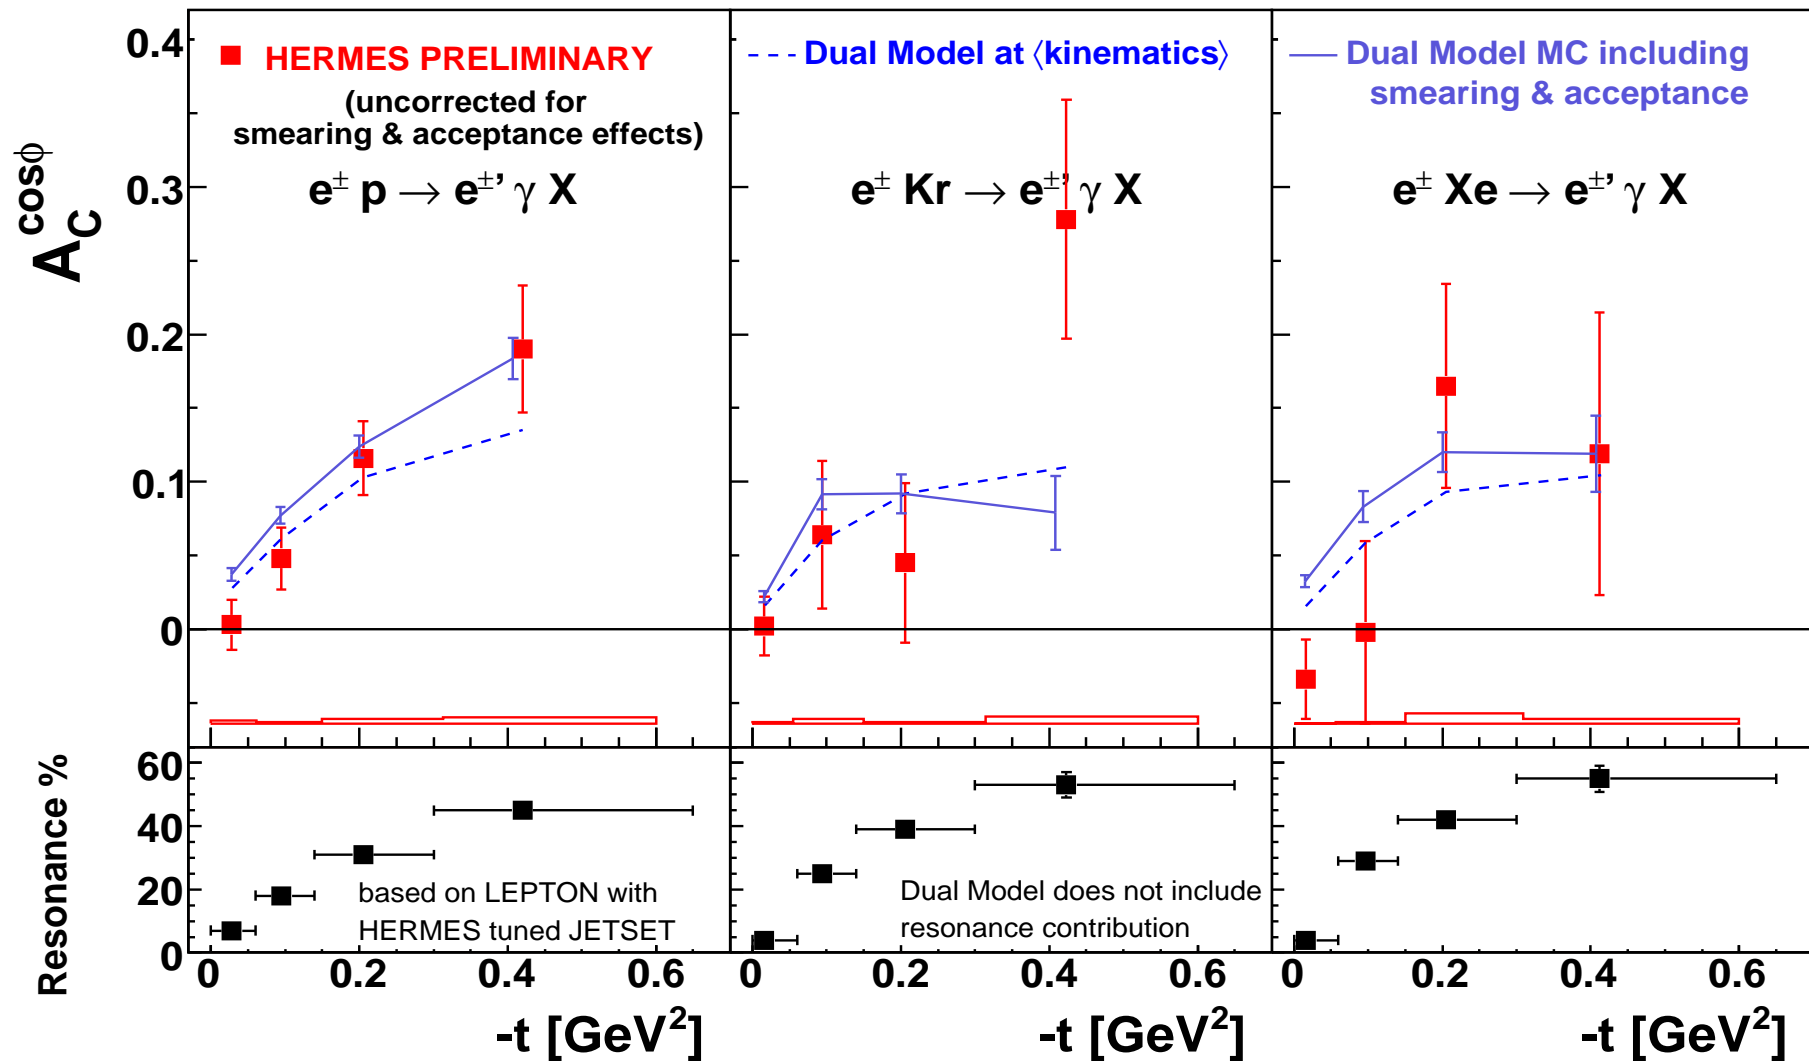 HERMES PRELIMINARY
(uncorrected for
smearing & acceptance effects)
e± p → e±’ γ X
Dual Model at ⟨kinematics⟩
e± Kr → e±’ γ X
Dual Model MC including
smearing & acceptance
e± Xe → e±’ γ X
A_C^cosϕ
0.4
0.3
0.2
0.1
0
Resonance %
60
40
20
0
based on LEPTON with
HERMES tuned JETSET
Dual Model does not include
resonance contribution
0 0.2 0.4 0.6
0 0.2 0.4 0.6
0 0.2 0.4 0.6
-t [GeV²]
-t [GeV²]
-t [GeV²]